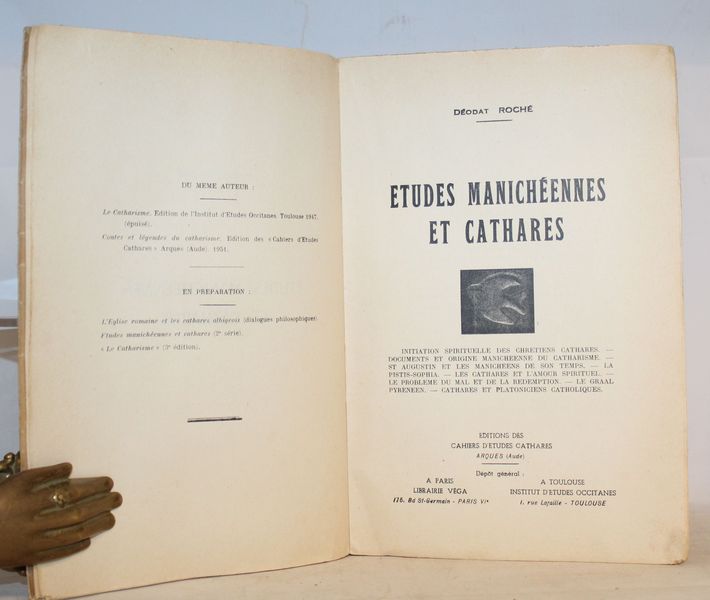 DU MEME AUTEUR :
Le Catharisme. Edition de l'Institut d'Etudes Occitanes Toulouse 1947.
(épuisé).
Contes et légendes du catharisme. Edition des « Cahiers d'Etudes
Cathares » Arques (Aude). 1951.
EN PREPARATION :
L'Eglise romaine et les cathares albigeois (dialogues philosophiques).
Etudes manichéennes et cathares (2e série).
« Le Catharisme » (3e édition).
DÉODAT ROCHÉ
ETUDES MANICHÉENNES
ET CATHARES
INITIATION SPIRITUELLE DES CHRETIENS CATHARES. —
DOCUMENTS ET ORIGINE MANICHEENNE DU CATHARISME. —
ST AUGUSTIN ET LES MANICHEENS DE SON TEMPS. — LA
PISTIS-SOPHIA. — LES CATHARES ET L'AMOUR SPIRITUEL. —
LE PROBLEME DU MAL ET DE LA REDEMPTION. — LE GRAAL
PYRENEEN. — CATHARES ET PLATONICIENS CATHOLIQUES.
EDITIONS DES
CAHIERS D'ETUDES CATHARES
ARQUES (Aude)
Dépôt général :
A PARIS
LIBRAIRIE VÉGA
175, Bd St-Germain - PARIS VIe
A TOULOUSE
INSTITUT D'ETUDES OCCITANES
1, rue Lafaille - TOULOUSE